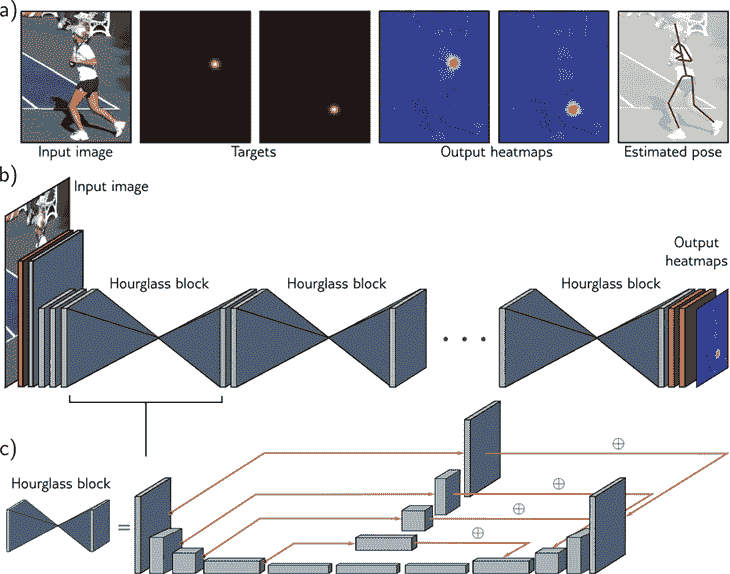 a)
Input image
Targets
Output heatmaps
Estimated pose
b)
Input image
Output
heatmaps
Hourglass block
Hourglass block
Hourglass block
c)
Hourglass block
=
⊕
⊕
⊕
⊕